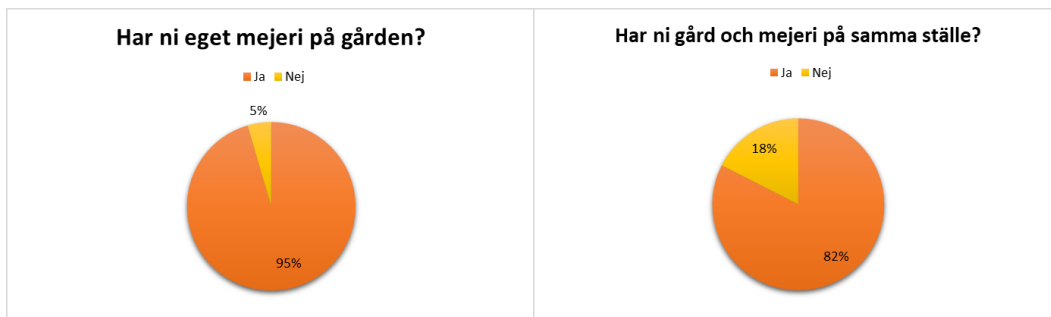 Har ni eget mejeri på gården?
Ja Nej
5%
95%
Har ni gård och mejeri på samma ställe?
Ja Nej
18%
82%